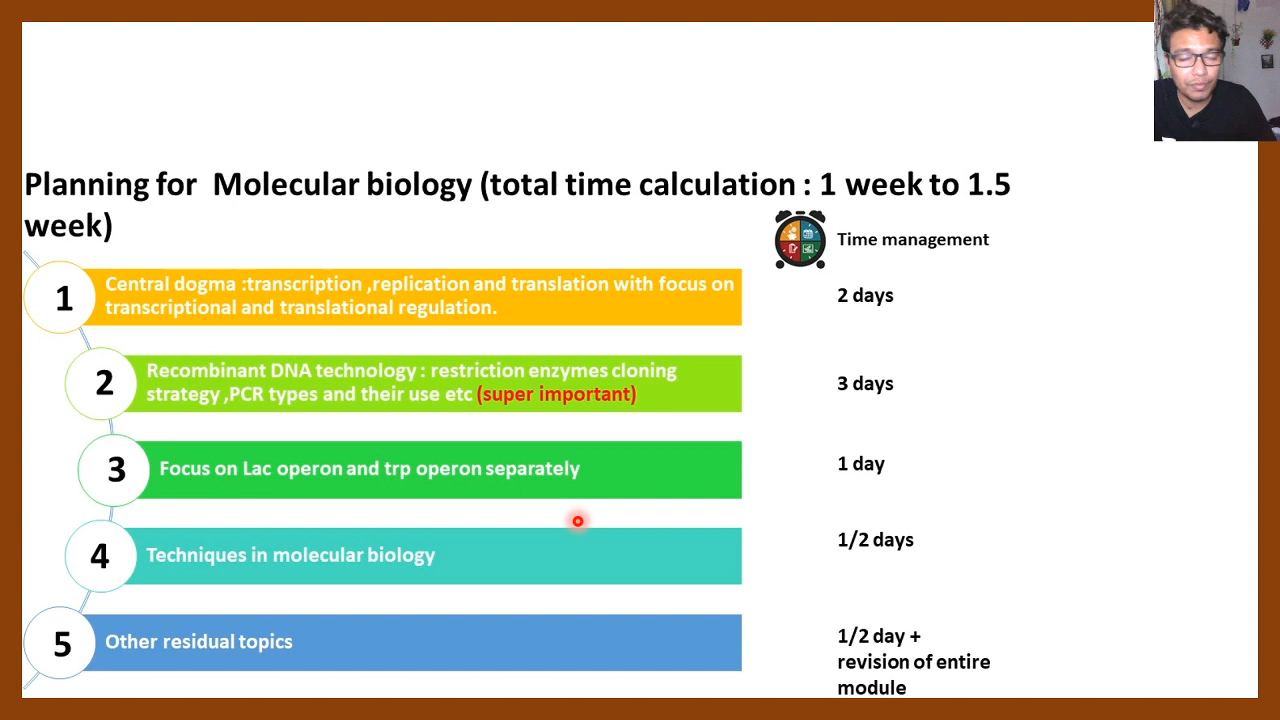 Planning for  Molecular biology (total time calculation : 1 week to 1.5
week)
Time management
1
Central dogma :transcription ,replication and translation with focus on
transcriptional and translational regulation.
2 days
2
Recombinant DNA technology : restriction enzymes cloning
strategy ,PCR types and their use etc (super important)
3 days
3
Focus on Lac operon and trp operon separately
1 day
4
Techniques in molecular biology
1/2 days
5
Other residual topics
1/2 day +
revision of entire
module